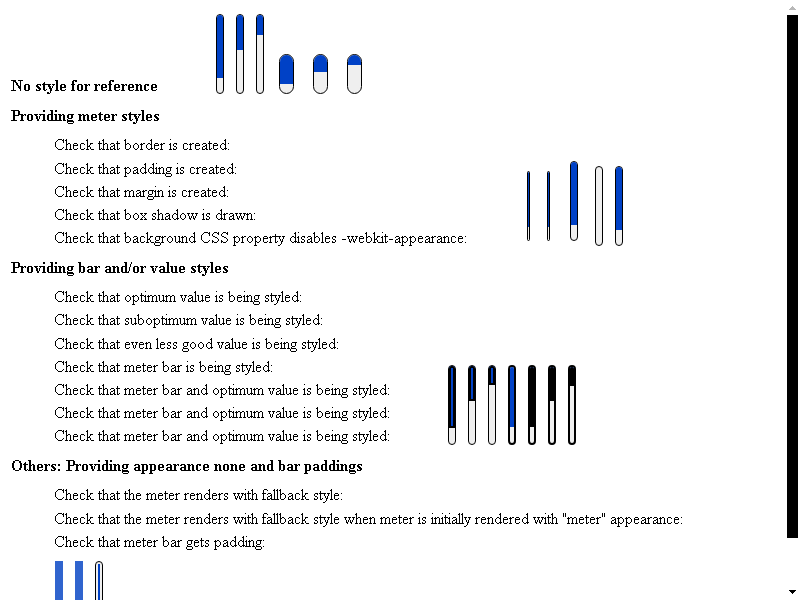 No style for reference
Providing meter styles
Check that border is created:
Check that padding is created:
Check that margin is created:
Check that box shadow is drawn:
Check that background CSS property disables -webkit-appearance:
Providing bar and/or value styles
Check that optimum value is being styled:
Check that suboptimum value is being styled:
Check that even less good value is being styled:
Check that meter bar is being styled:
Check that meter bar and optimum value is being styled:
Check that meter bar and optimum value is being styled:
Check that meter bar and optimum value is being styled:
Others: Providing appearance none and bar paddings
Check that the meter renders with fallback style:
Check that the meter renders with fallback style when meter is initially rendered with "meter" appearance:
Check that meter bar gets padding: